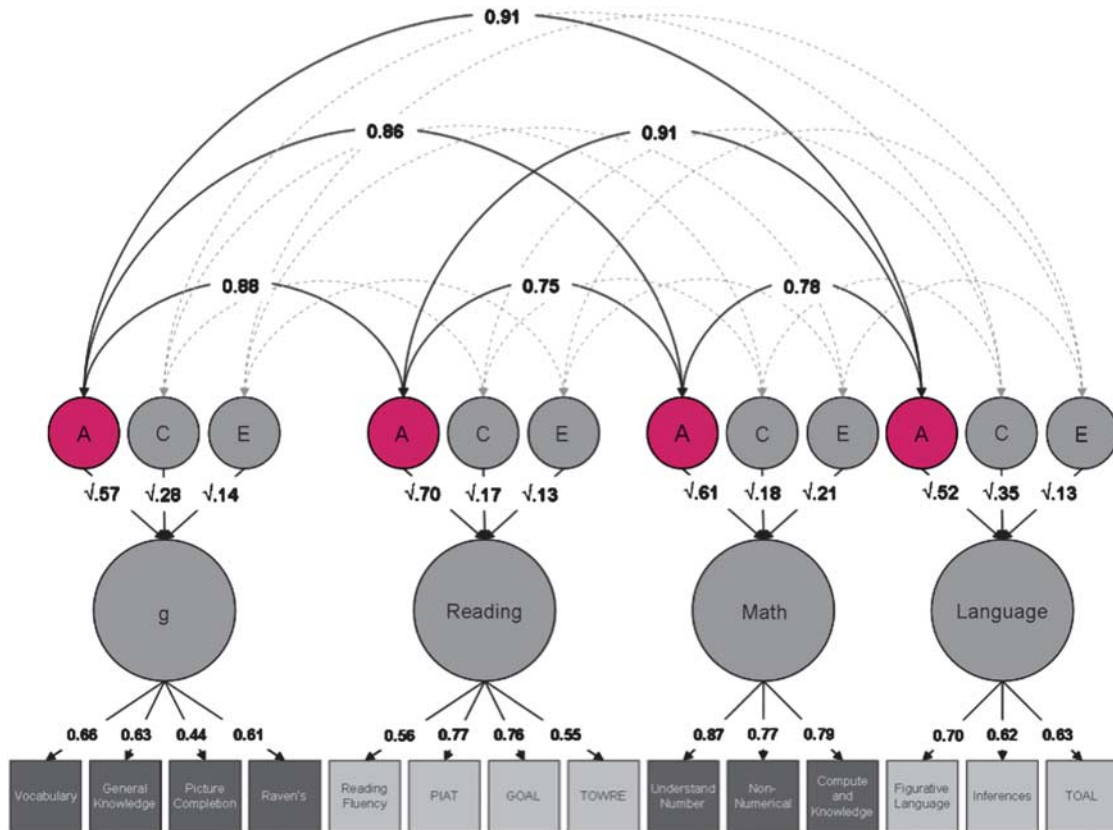 0.91
0.86
0.91
0.88
0.75
0.78
A C E A C E A C E A C E
√.57 √.28 √.14 √.70 √.17 √.13 √.61 √.18 √.21 √.52 √.35 √.13
g
Reading
Math
Language
0.66 0.63 0.44 0.61 0.56 0.77 0.76 0.55 0.87 0.77 0.79 0.70 0.62 0.63
Vocabulary
General
Knowledge
Picture
Completion
Raven's
Reading
Fluency
PIAT
GOAL
TOWRE
Understand
Number
Non-
Numerical
Compute
and
Knowledge
Figurative
Language
Inferences
TOAL